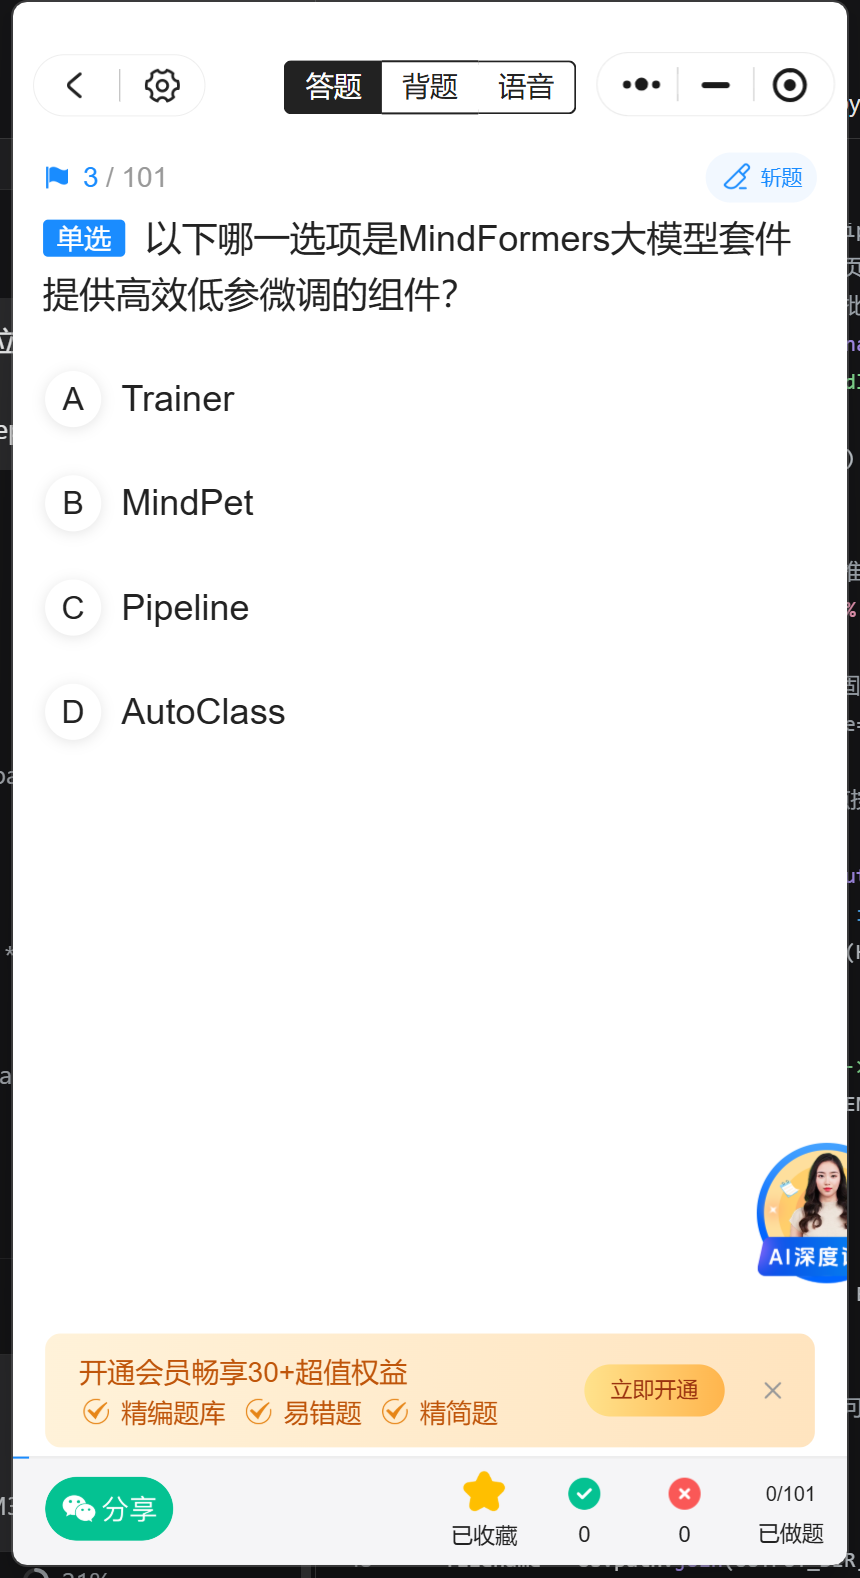 答题 背题 语音
3 / 101
斩题
单选 以下哪一选项是MindFormers大模型套件
提供高效低参微调的组件?
A Trainer
B MindPet
C Pipeline
D AutoClass
AI深度
开通会员畅享30+超值权益
精编题库 易错题 精简题
立即开通
分享
已收藏
0
0
0/101
已做题